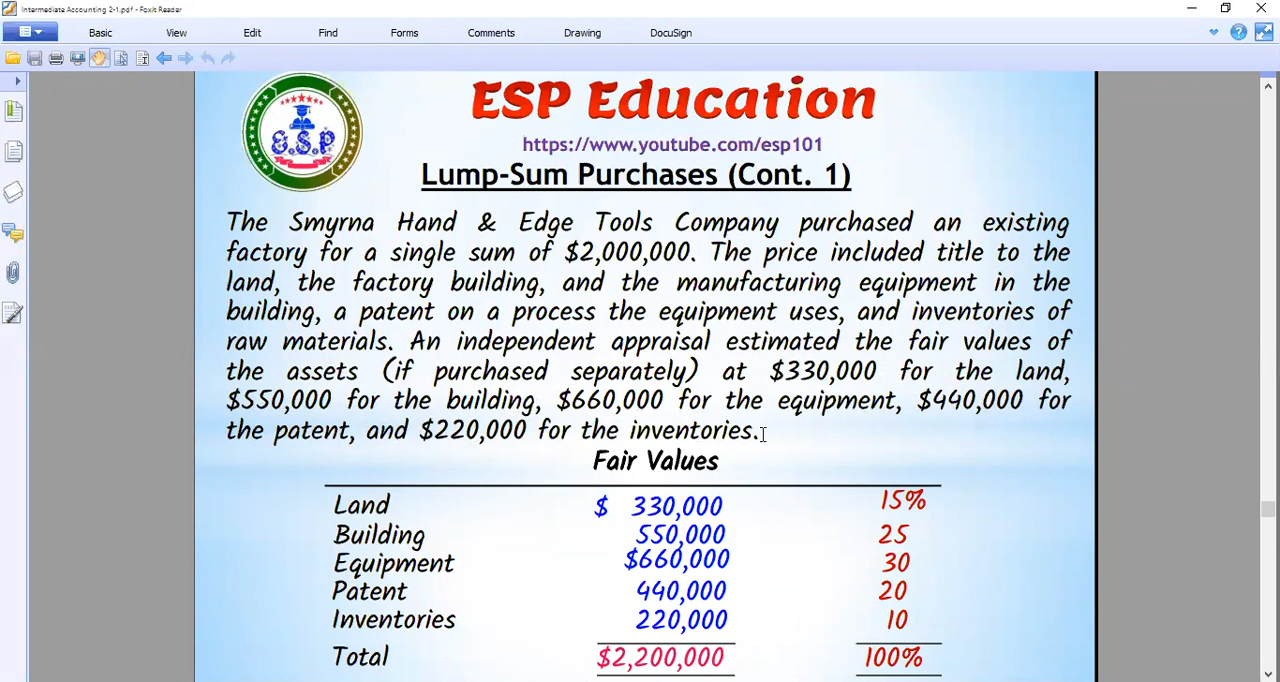 Intermediate Accounting 2-1.pdf - Foxit Reader
Basic View Edit Find Forms Comments Drawing DocuSign
E.S.P
ESP Education
https://www.youtube.com/esp101
Lump-Sum Purchases (Cont. 1)
The Smyrna Hand & Edge Tools Company purchased an existing
factory for a single sum of $2,000,000. The price included title to the
land, the factory building, and the manufacturing equipment in the
building, a patent on a process the equipment uses, and inventories of
raw materials. An independent appraisal estimated the fair values of
the assets (if purchased separately) at $330,000 for the land,
$550,000 for the building, $660,000 for the equipment, $440,000 for
the patent, and $220,000 for the inventories.
Fair Values
Land $ 330,000 15%
Building 550,000 25
Equipment $660,000 30
Patent 440,000 20
Inventories 220,000 10
Total $2,200,000 100%